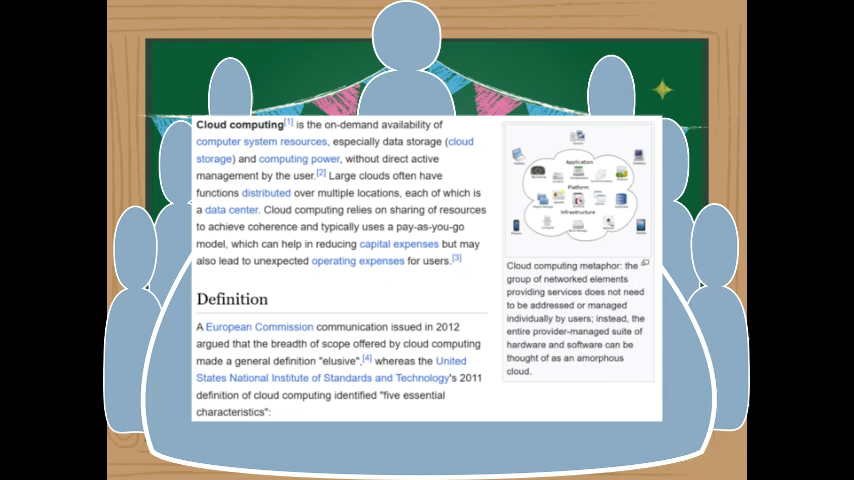 Cloud computing[1] is the on-demand availability of
computer system resources, especially data storage (cloud
storage) and computing power, without direct active
management by the user.[2] Large clouds often have
functions distributed over multiple locations, each of which is
a data center. Cloud computing relies on sharing of resources
to achieve coherence and typically uses a pay-as-you-go
model, which can help in reducing capital expenses but may
also lead to unexpected operating expenses for users.[3]
Definition
A European Commission communication issued in 2012
argued that the breadth of scope offered by cloud computing
made a general definition "elusive",[4] whereas the United
States National Institute of Standards and Technology's 2011
definition of cloud computing identified "five essential
characteristics":
Application
Platform
Infrastructure
Cloud computing metaphor: the
group of networked elements
providing services does not need
to be addressed or managed
individually by users; instead, the
entire provider-managed suite of
hardware and software can be
thought of as an amorphous
cloud.